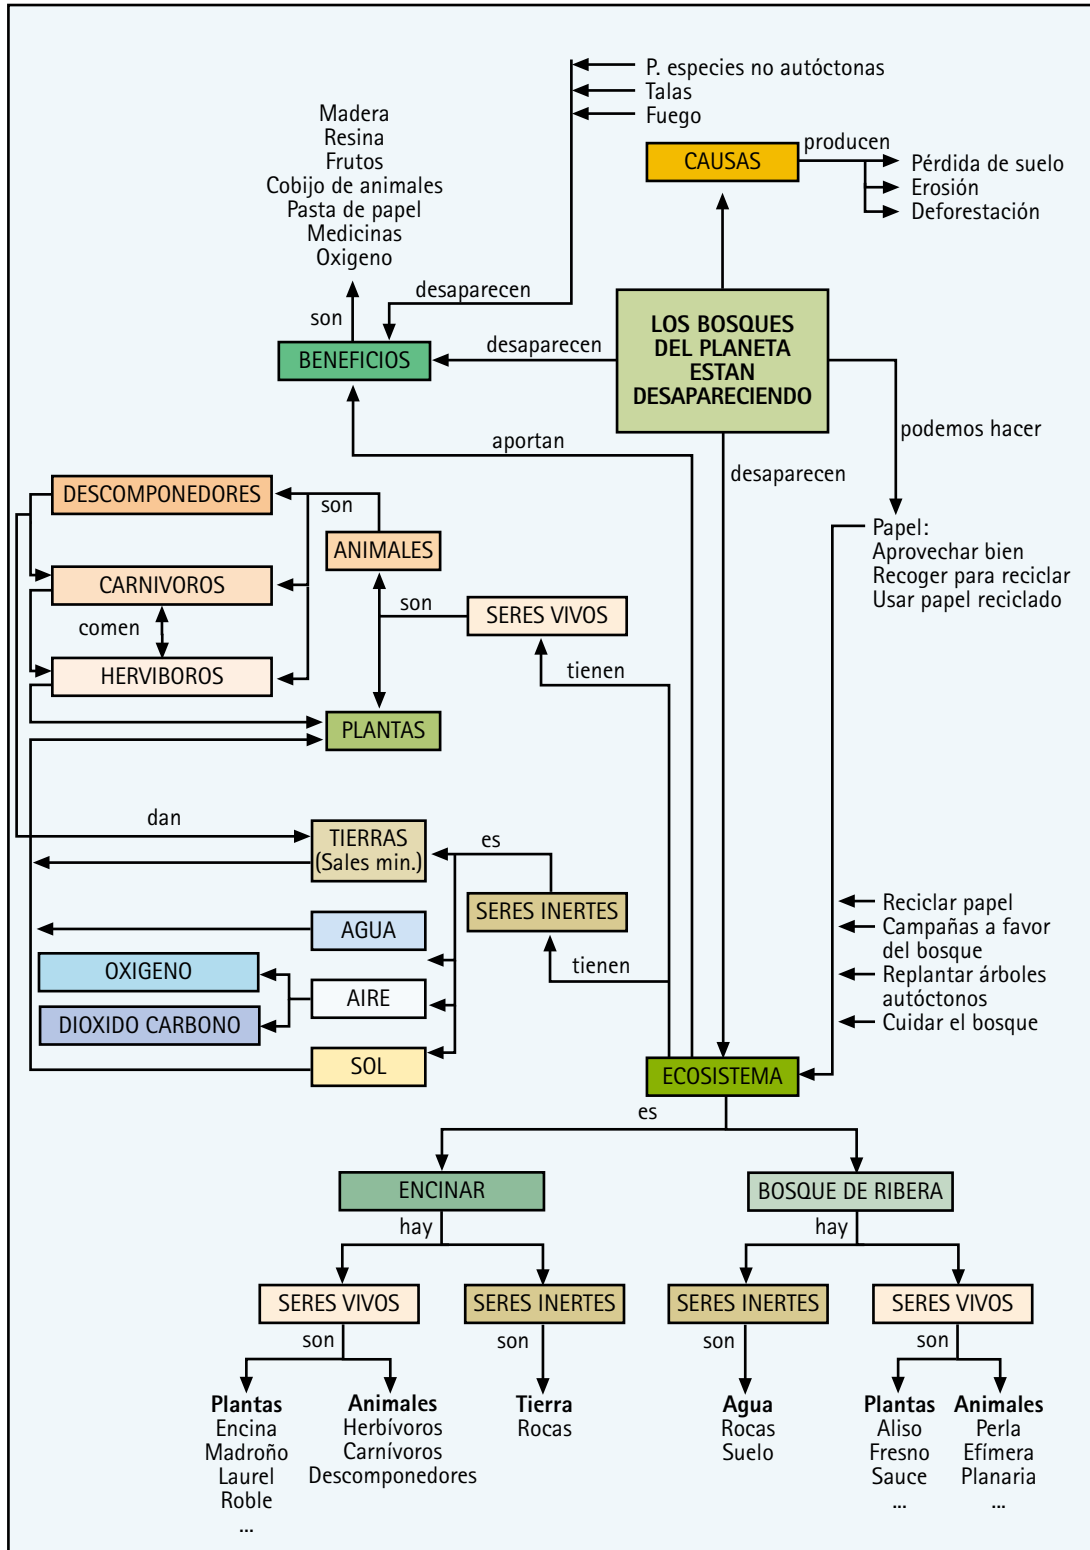 P. especies no autóctonas
Talas
Fuego
Madera
Resina
Frutos
Cobijo de animales
Pasta de papel
Medicinas
Oxigeno
CAUSAS
producen
Pérdida de suelo
Erosión
Deforestación
desaparecen
son
BENEFICIOS
desaparecen
LOS BOSQUES
DEL PLANETA
ESTAN
DESAPARECIENDO
aportan
podemos hacer
desaparecen
DESCOMPONEDORES
son
ANIMALES
Papel:
Aprovechar bien
Recoger para reciclar
Usar papel reciclado
CARNIVOROS
comen
son
SERES VIVOS
HERVIBOROS
tienen
PLANTAS
dan
TIERRAS
(Sales min.)
es
SERES INERTES
AGUA
tienen
OXIGENO
AIRE
DIOXIDO CARBONO
SOL
Reciclar papel
Campañas a favor
del bosque
Replantar árboles
autóctonos
Cuidar el bosque
ECOSISTEMA
es
ENCINAR
BOSQUE DE RIBERA
hay
hay
SERES VIVOS
SERES INERTES
SERES INERTES
SERES VIVOS
son
son
son
son
Plantas
Encina
Madroño
Laurel
Roble
...
Animales
Herbívoros
Carnívoros
Descomponedores
Tierra
Rocas
Agua
Rocas
Suelo
Plantas
Aliso
Fresno
Sauce
...
Animales
Perla
Efímera
Planaria
...